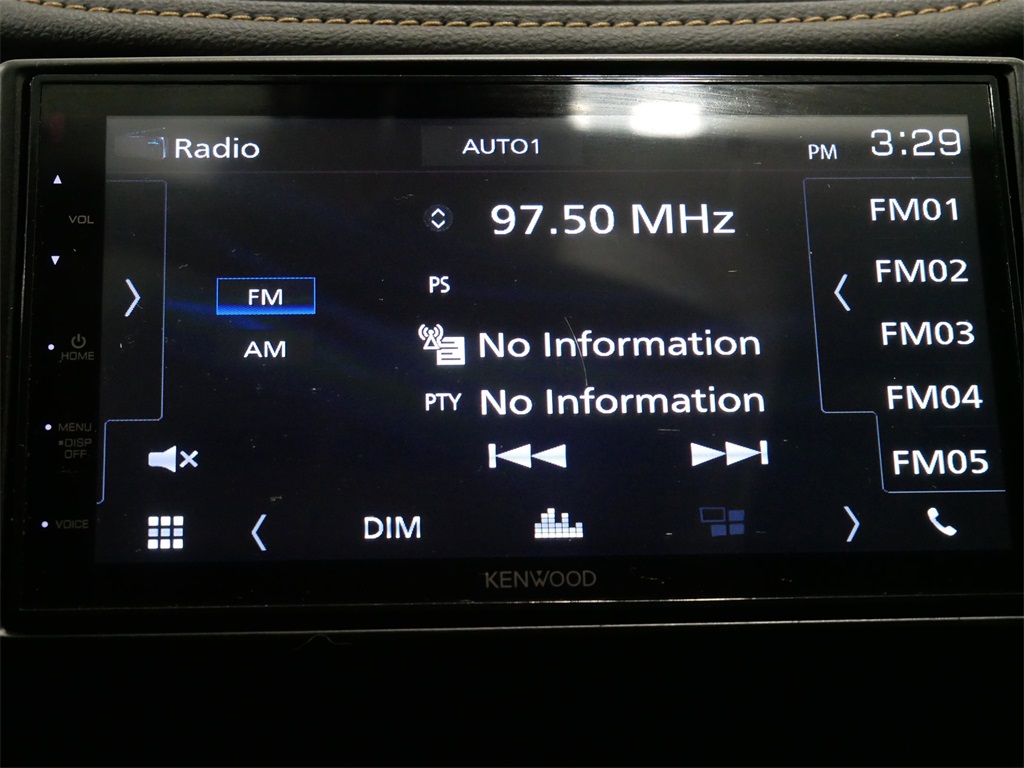 Radio
AUTO1
PM 3:29
VOL
97.50 MHz
FM01
FM02
PS
FM
FM03
AM
No Information
HOME
FM04
PTY No Information
MENU
DISP
OFF
FM05
VOICE
DIM
KENWOOD